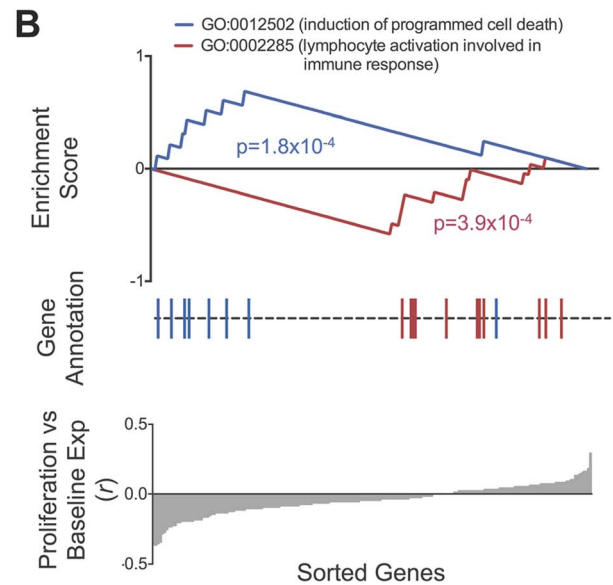 B
GO:0012502 (induction of programmed cell death)
GO:0002285 (lymphocyte activation involved in
immune response)
Enrichment
Score
1
0
-1
p=1.8x10-4
p=3.9x10-4
Gene
Annotation
Proliferation vs
Baseline Exp
(r)
0.5
0.0
-0.5
Sorted Genes